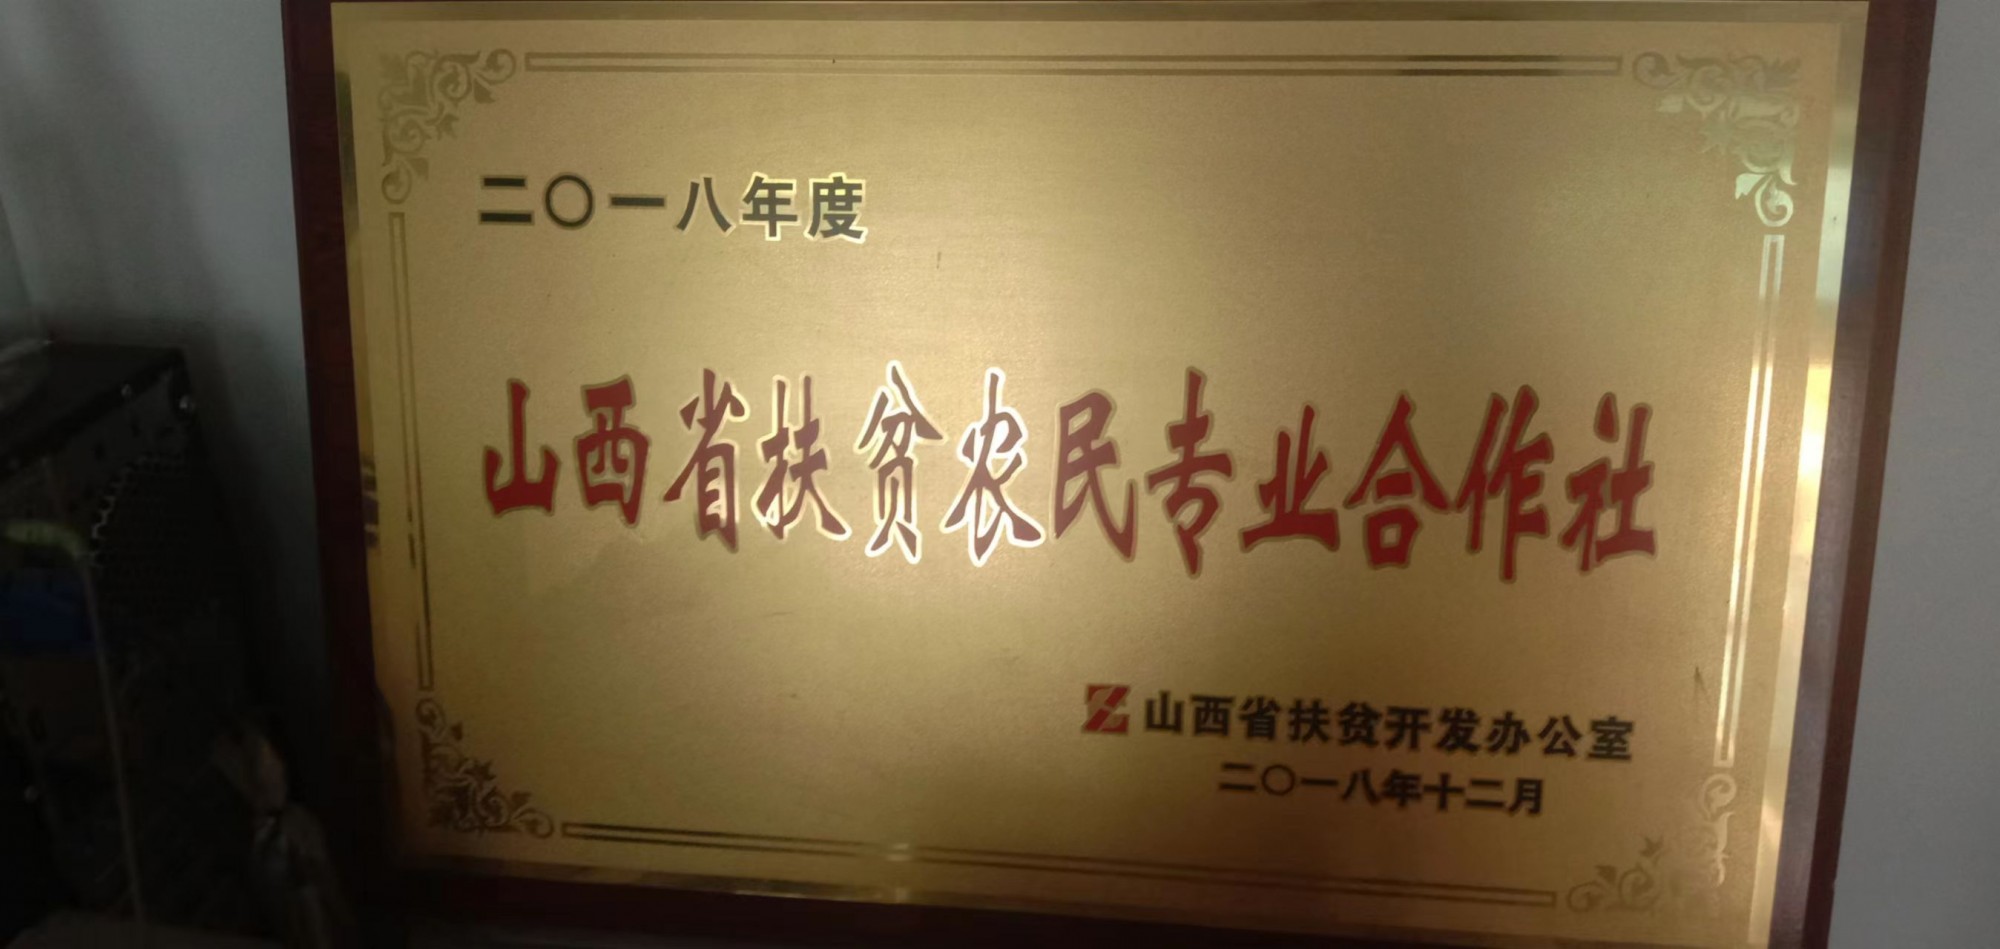 二〇一八年度
山西省扶贫农民专业合作社
山西省扶贫开发办公室
二〇一八年十二月